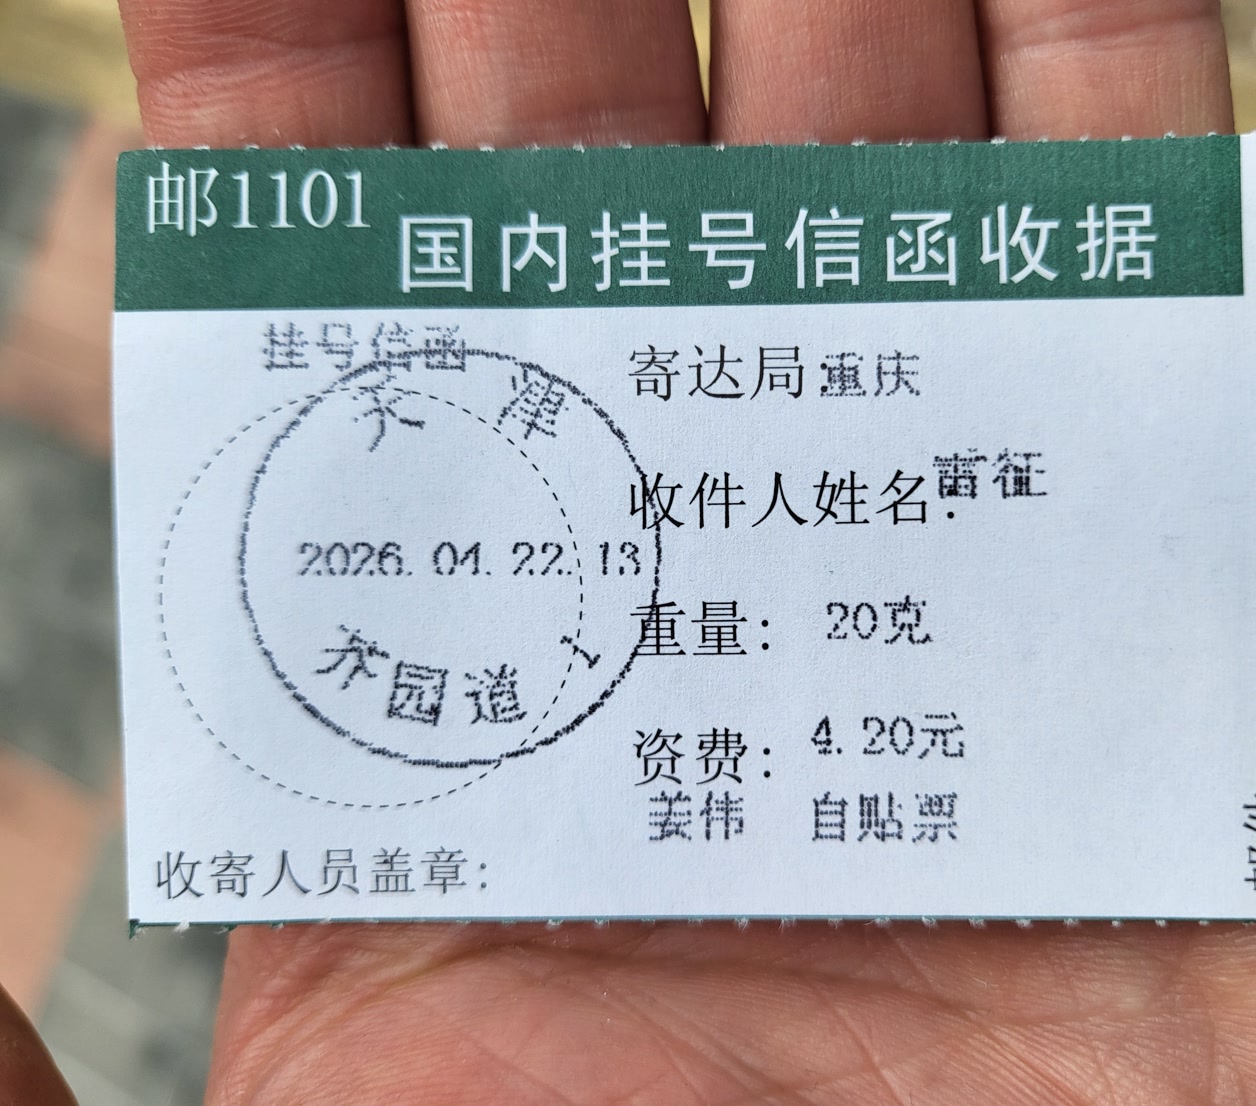 邮1101
国内挂号信函收据
挂号信函
天津
2026.04.22.13
园道 1
寄达局:重庆
收件人姓名:苗征
重量: 20克
资费: 4.20元
姜伟 自贴票
收寄人员盖章: